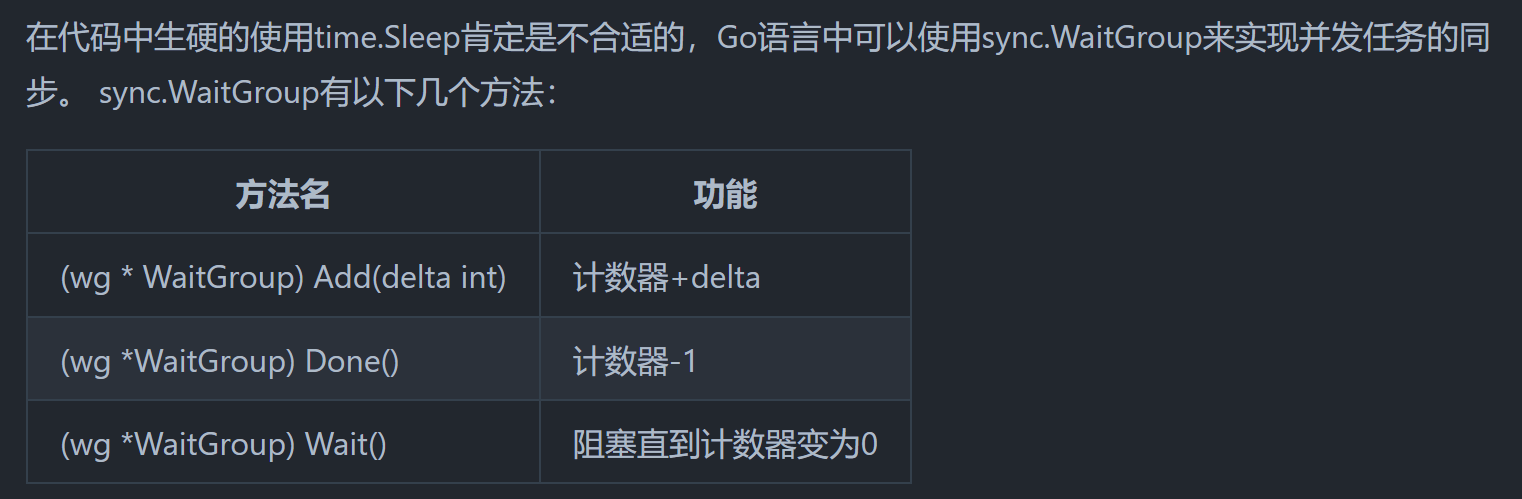 在代码中生硬的使用time.Sleep肯定是不合适的，Go语言中可以使用sync.WaitGroup来实现并发任务的同
步。 sync.WaitGroup有以下几个方法：
方法名 功能
(wg * WaitGroup) Add(delta int) 计数器+delta
(wg *WaitGroup) Done() 计数器-1
(wg *WaitGroup) Wait() 阻塞直到计数器变为0